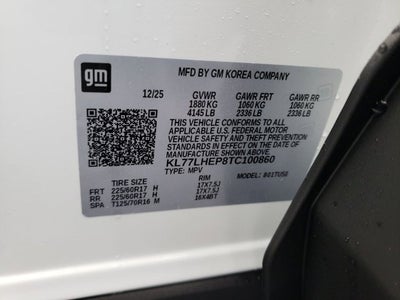 gm
MFD BY GM KOREA COMPANY
12/25 GVWR GAWR FRT GAWR RR
1880 KG 1060 KG 1060 KG
4145 LB 2336 LB 2336 LB
THIS VEHICLE CONFORMS TO ALL
APPLICABLE U.S. FEDERAL MOTOR
VEHICLE SAFETY AND THEFT PREVENTION
STANDARDS IN EFFECT ON THE DATE OF
MANUFACTURE SHOWN ABOVE.
KL77LHEP8TC100860
TYPE: MPV MODEL:
TIRE SIZE RIM
FRT 225/60R17 H 17X7.5J
RR 225/60R17 H 17X7.5J
SPA T125/70R16 M 16X4BT